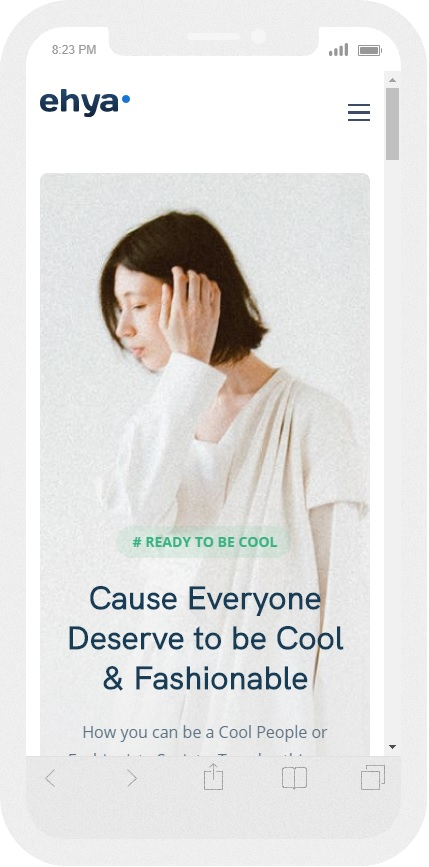 8:23 PM
ehya
# READY TO BE COOL
Cause Everyone
Deserve to be Cool
& Fashionable
How you can be a Cool People or